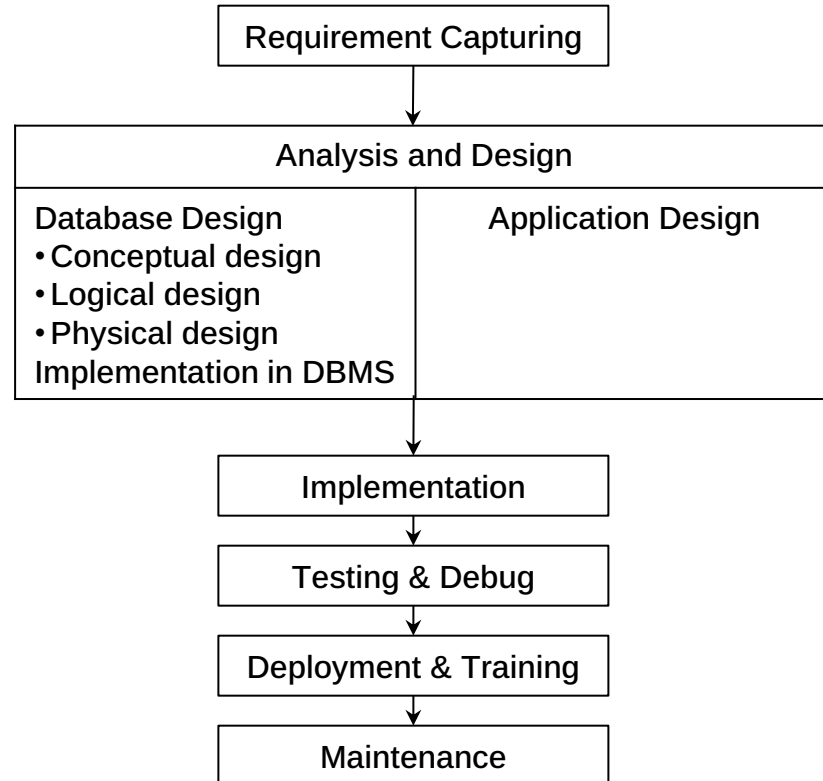 Requirement Capturing
Analysis and Design
Database Design
• Conceptual design
• Logical design
• Physical design
Implementation in DBMS
Application Design
Implementation
Testing & Debug
Deployment & Training
Maintenance